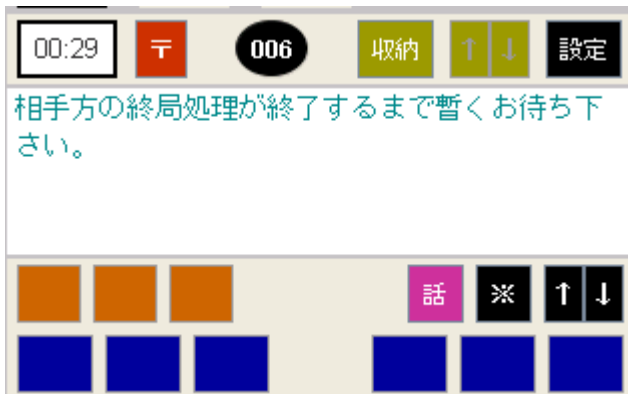 00:29 〒 006 収納 ↑ ↓ 設定
相手方の終局処理が終了するまで暫くお待ち下
さい。
話 ※ ↑ ↓